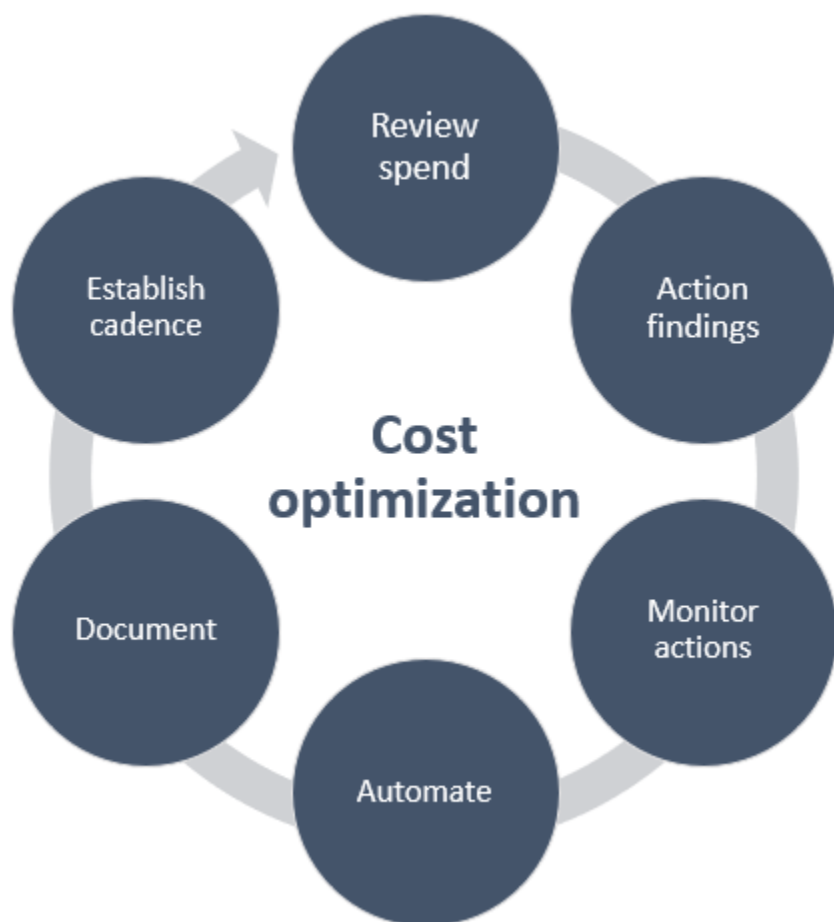 Review
spend
Action
findings
Monitor
actions
Automate
Document
Establish
cadence
Cost
optimization